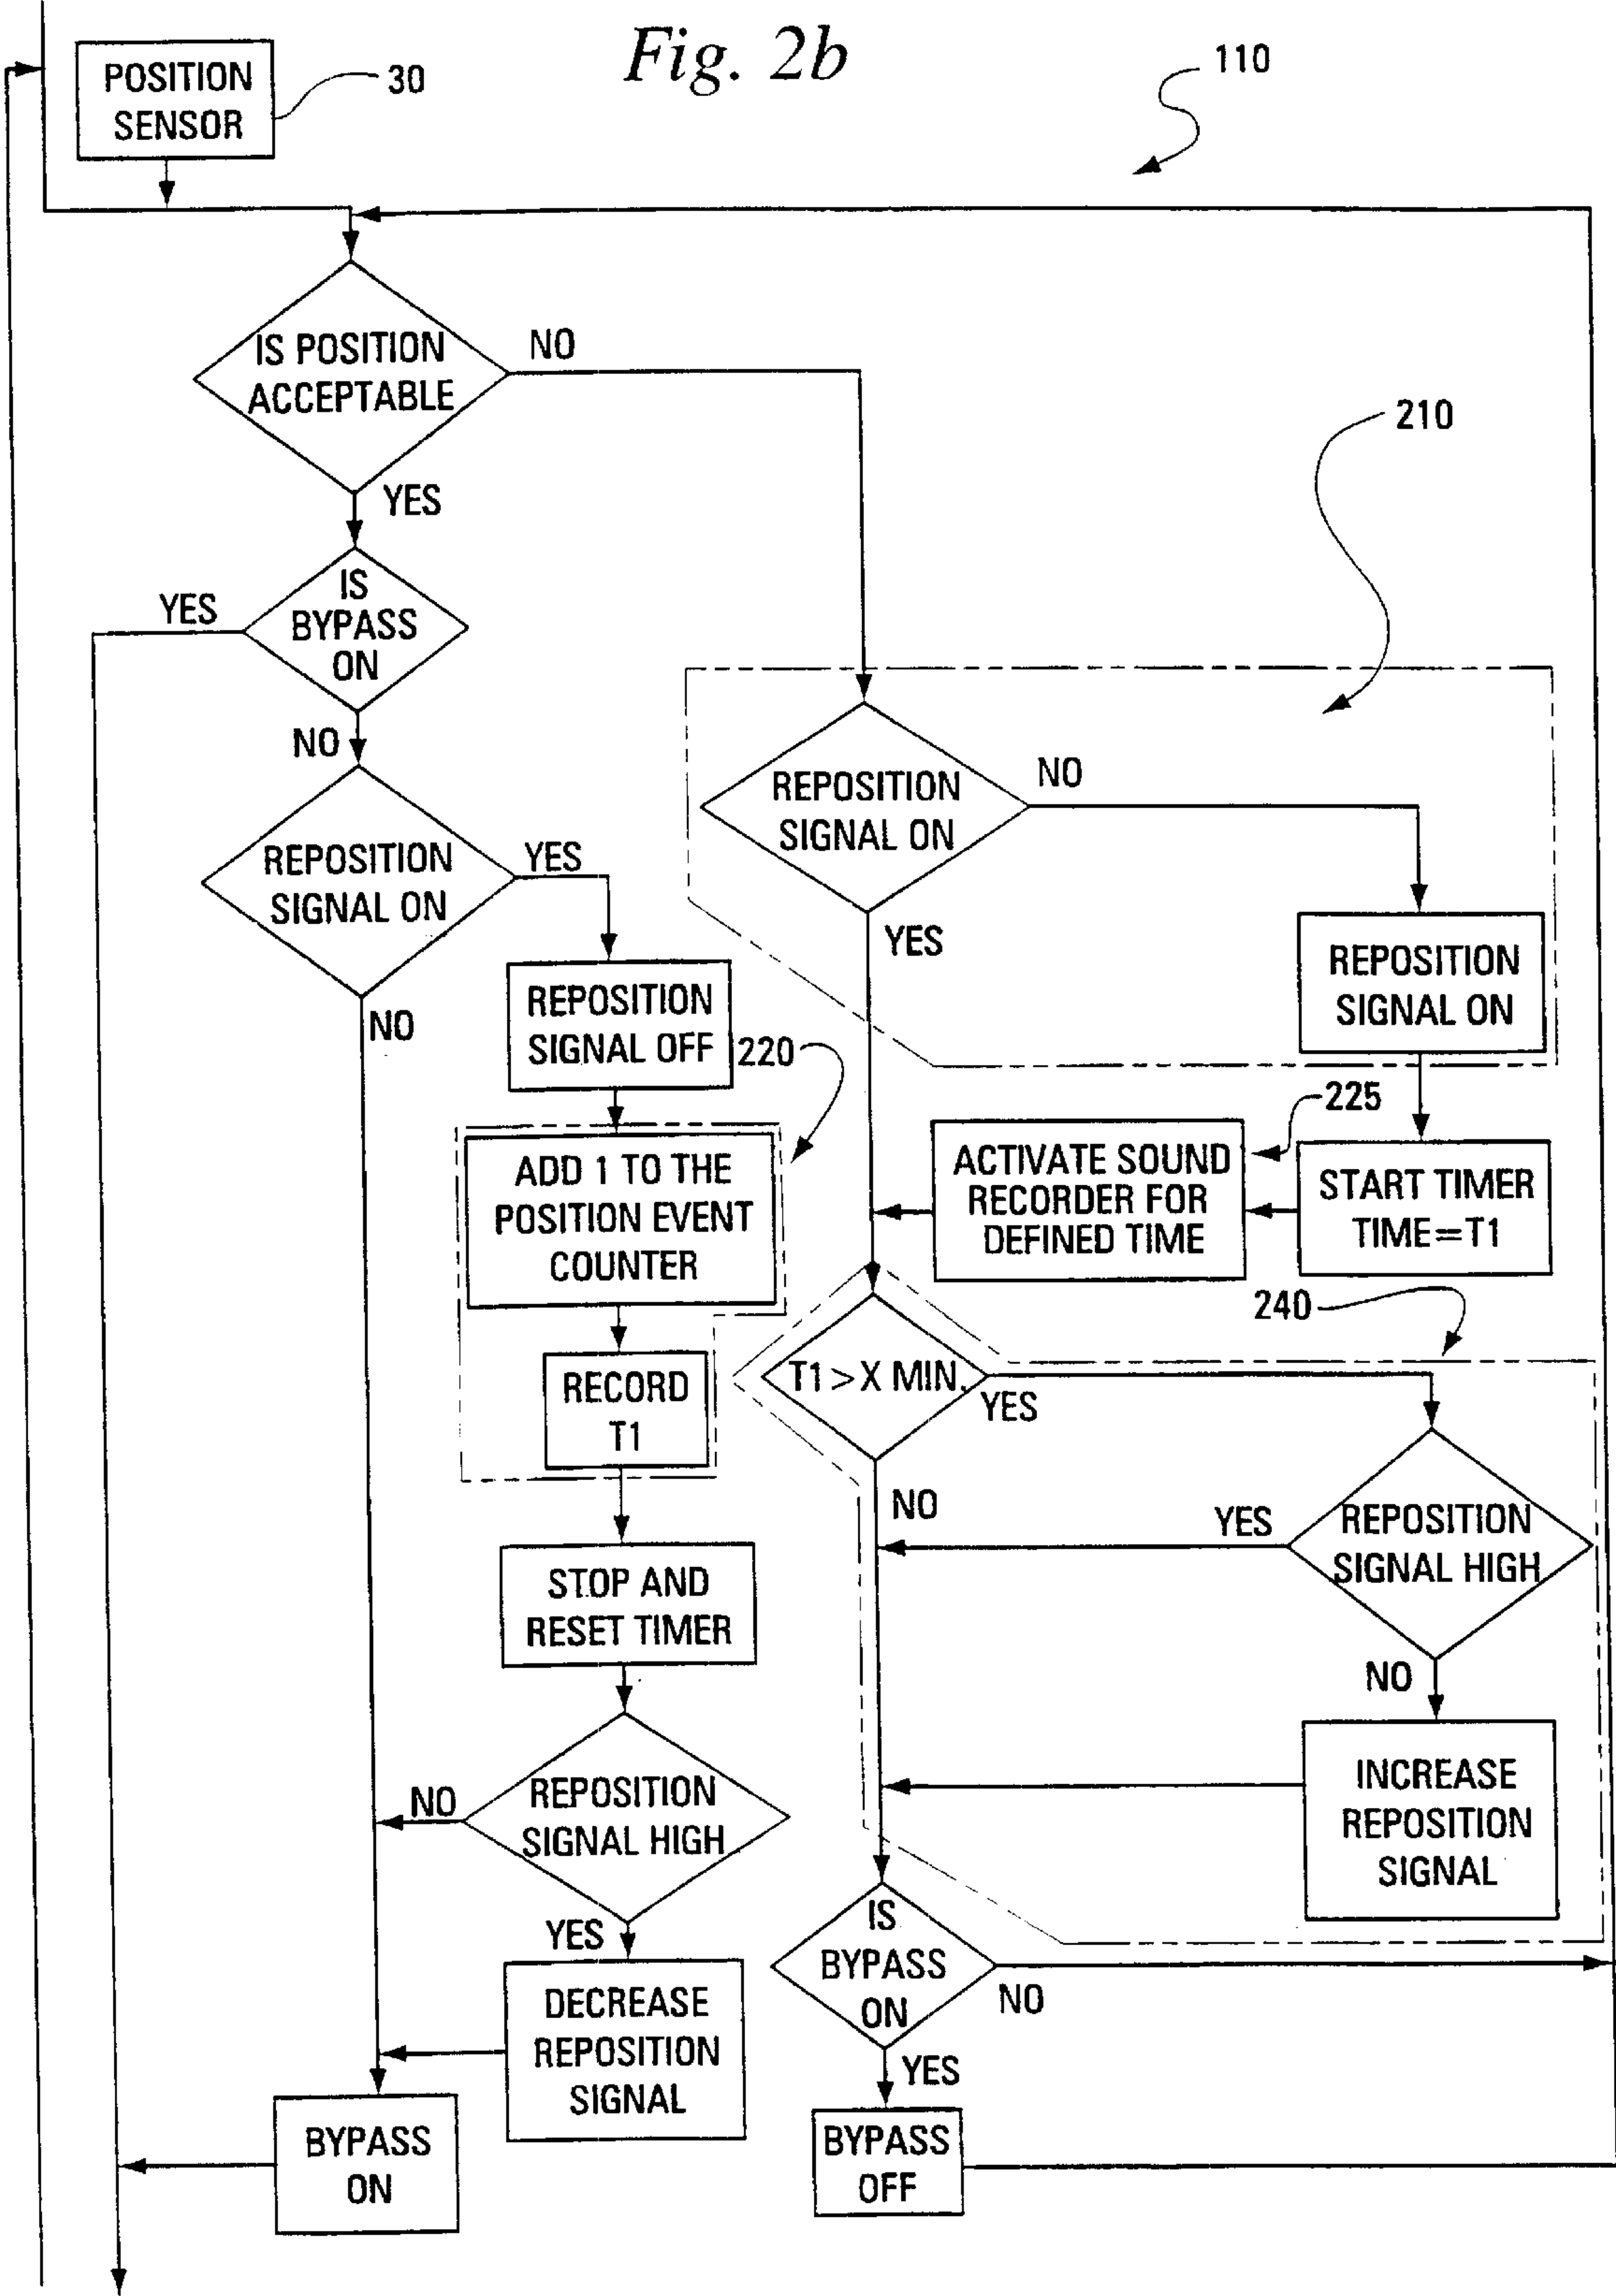 Fig. 2b
110
POSITION
SENSOR
30
IS POSITION
ACCEPTABLE
NO
YES
210
IS
BYPASS
ON
YES
NO
REPOSITION
SIGNAL ON
NO
YES
REPOSITION
SIGNAL ON
REPOSITION
SIGNAL ON
YES
NO
REPOSITION
SIGNAL OFF
220
225
ADD 1 TO THE
POSITION EVENT
COUNTER
ACTIVATE SOUND
RECORDER FOR
DEFINED TIME
START TIMER
TIME=T1
240
RECORD
T1
T1>X MIN.
YES
NO
REPOSITION
SIGNAL HIGH
YES
NO
STOP AND
RESET TIMER
REPOSITION
SIGNAL HIGH
NO
YES
INCREASE
REPOSITION
SIGNAL
IS
BYPASS
ON
NO
YES
DECREASE
REPOSITION
SIGNAL
BYPASS
ON
BYPASS
OFF